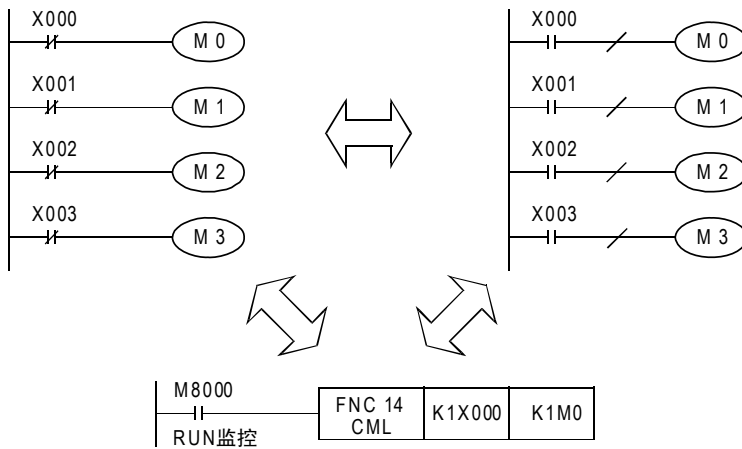 X000
M 0
X001
M 1
X002
M 2
X003
M 3
X000
M 0
X001
M 1
X002
M 2
X003
M 3
M8000
RUN监控
FNC 14
CML
K1X000
K1M0